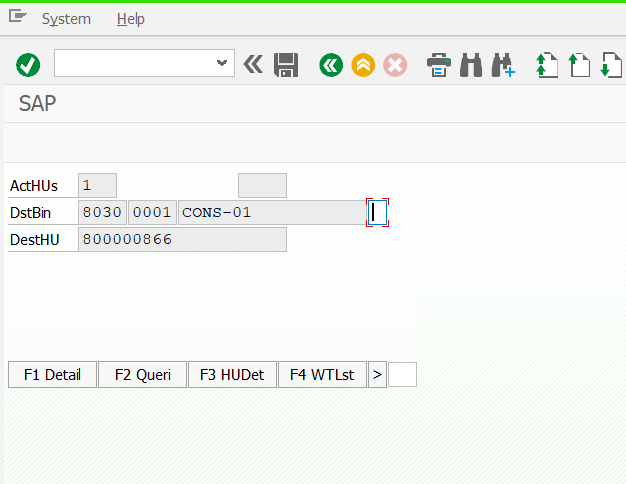 System Help
SAP
ActHUs 1
DstBin 8030 0001 CONS-01
DestHU 800000866
F1 Detail F2 Queri F3 HUDet F4 WTLst >